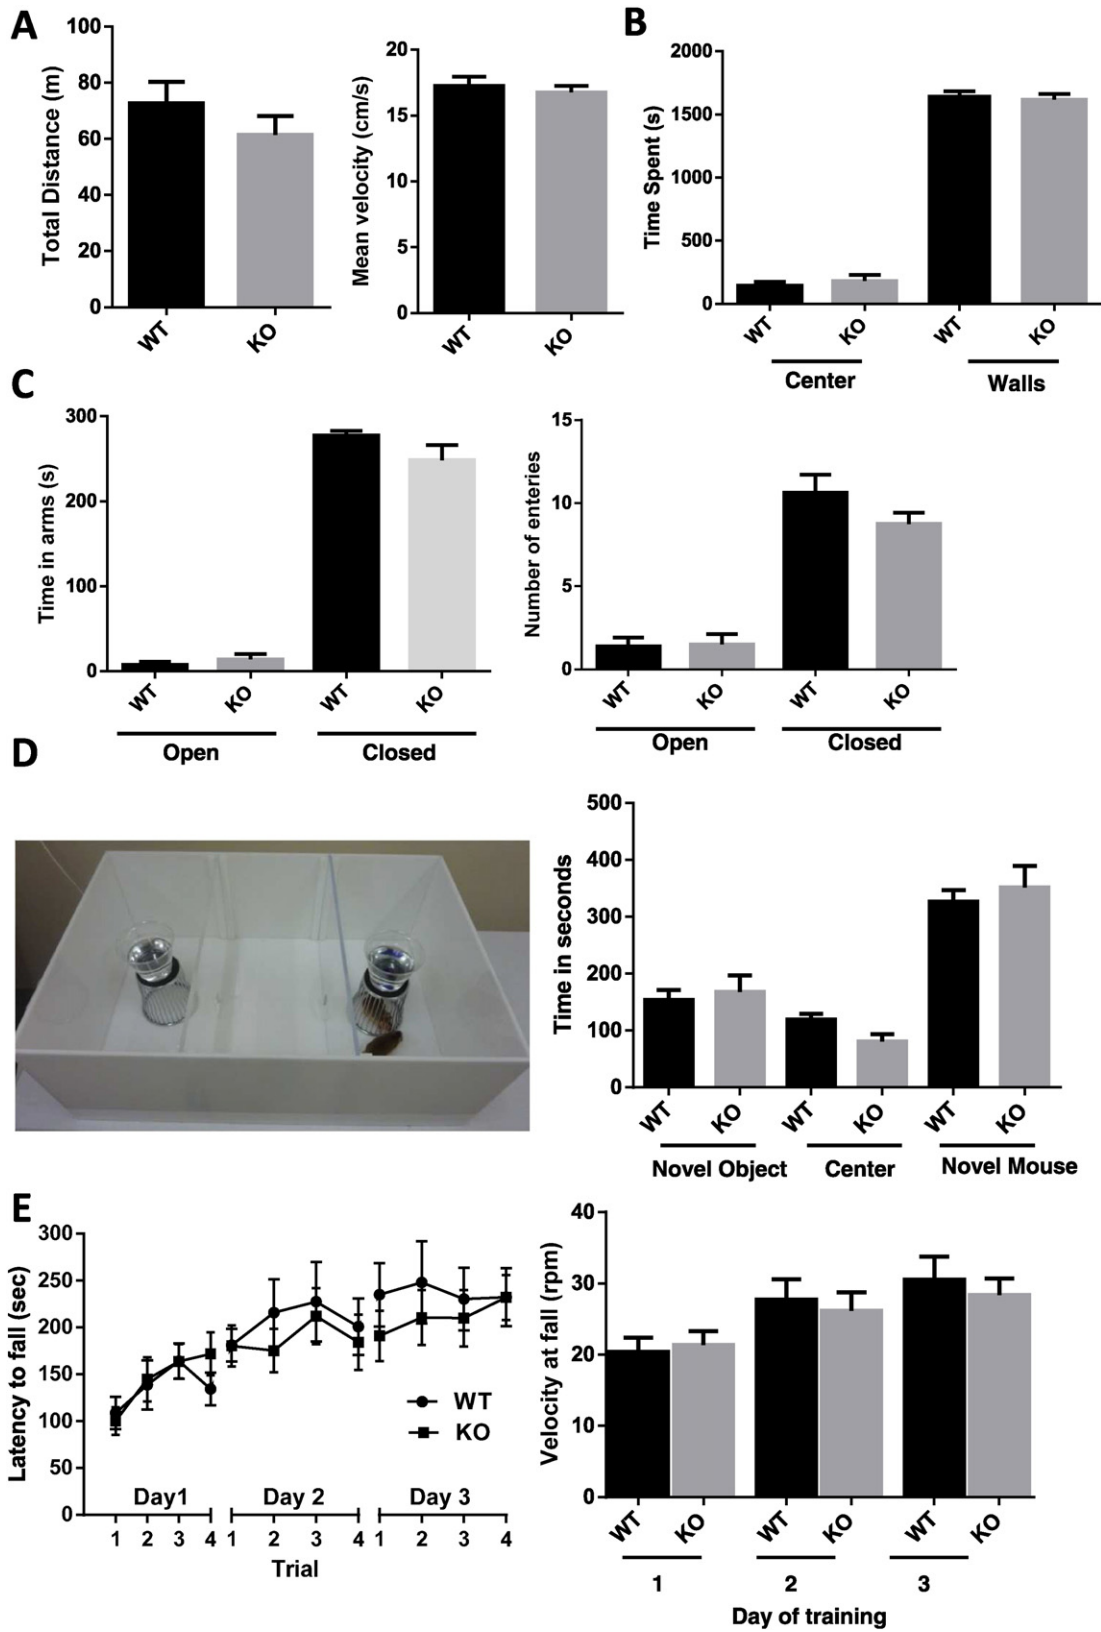 A
Total Distance (m)
100
80
60
40
20
0
WT
KO
Mean velocity (cm/s)
20
15
10
5
0
WT
KO
B
Time Spent (s)
2000
1500
1000
500
0
WT
KO
WT
KO
Center
Walls
C
Time in arms (s)
300
200
100
0
WT
KO
WT
KO
Open
Closed
Number of enteries
15
10
5
0
WT
KO
WT
KO
Open
Closed
D
Time in seconds
500
400
300
200
100
0
WT
KO
WT
KO
WT
KO
Novel Object
Center
Novel Mouse
E
Latency to fall (sec)
300
250
200
150
100
50
0
WT
KO
Day1
Day 2
Day 3
1 2 3 4 1 2 3 4 1 2 3 4
Trial
Velocity at fall (rpm)
40
30
20
10
0
WT
KO
WT
KO
WT
KO
1
2
3
Day of training